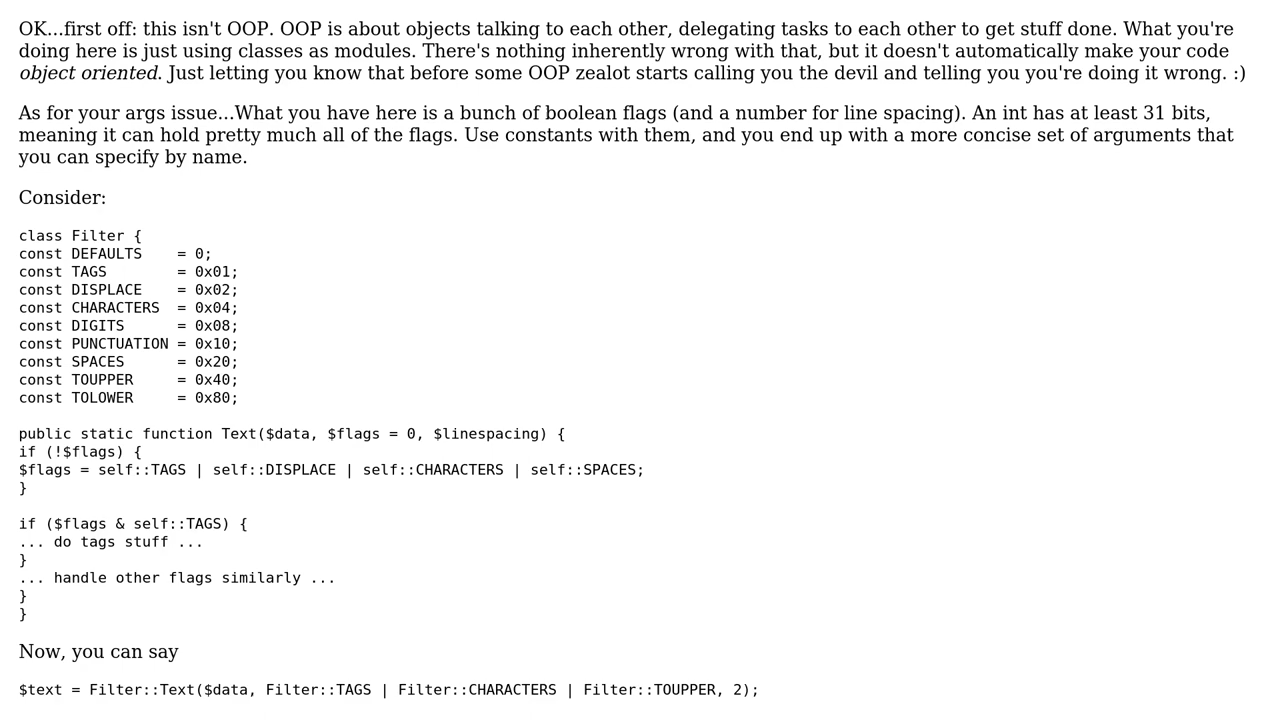 OK...first off: this isn't OOP. OOP is about objects talking to each other, delegating tasks to each other to get stuff done. What you're
doing here is just using classes as modules. There's nothing inherently wrong with that, but it doesn't automatically make your code
object oriented. Just letting you know that before some OOP zealot starts calling you the devil and telling you you're doing it wrong. :)
As for your args issue...What you have here is a bunch of boolean flags (and a number for line spacing). An int has at least 31 bits,
meaning it can hold pretty much all of the flags. Use constants with them, and you end up with a more concise set of arguments that
you can specify by name.
Consider:
class Filter {
const DEFAULTS    = 0;
const TAGS        = 0x01;
const DISPLACE    = 0x02;
const CHARACTERS  = 0x04;
const DIGITS      = 0x08;
const PUNCTUATION = 0x10;
const SPACES      = 0x20;
const TOUPPER     = 0x40;
const TOLOWER     = 0x80;
public static function Text($data, $flags = 0, $linespacing) {
if (!$flags) {
$flags = self::TAGS | self::DISPLACE | self::CHARACTERS | self::SPACES;
}
if ($flags & self::TAGS) {
... do tags stuff ...
}
... handle other flags similarly ...
}
}
Now, you can say
$text = Filter::Text($data, Filter::TAGS | Filter::CHARACTERS | Filter::TOUPPER, 2);